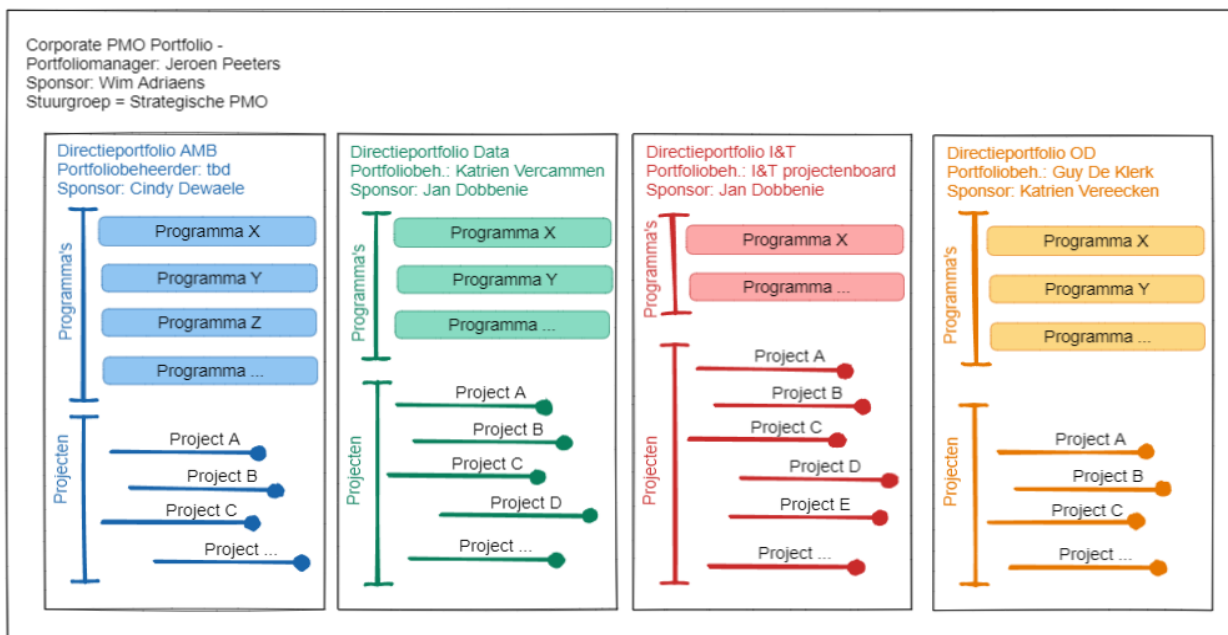 Corporate PMO Portfolio -
Portfoliomanager: Jeroen Peeters
Sponsor: Wim Adriaens
Stuurgroep = Strategische PMO
Directieportfolio AMB
Portfoliobeheerder: tbd
Sponsor: Cindy Dewaele
Programma's
Programma X
Programma Y
Programma Z
Programma ...
Projecten
Project A
Project B
Project C
Project ...
Directieportfolio Data
Portfoliobeh.: Katrien Vercammen
Sponsor: Jan Dobbenie
Programma's
Programma X
Programma Y
Programma ...
Projecten
Project A
Project B
Project C
Project D
Project ...
Directieportfolio I&T
Portfoliobeh.: I&T projectenboard
Sponsor: Jan Dobbenie
Programma's
Programma X
Programma ...
Projecten
Project A
Project B
Project C
Project D
Project E
Project ...
Directieportfolio OD
Portfoliobeh.: Guy De Klerk
Sponsor: Katrien Vereecken
Programma's
Programma X
Programma Y
Programma ...
Projecten
Project A
Project B
Project C
Project ...